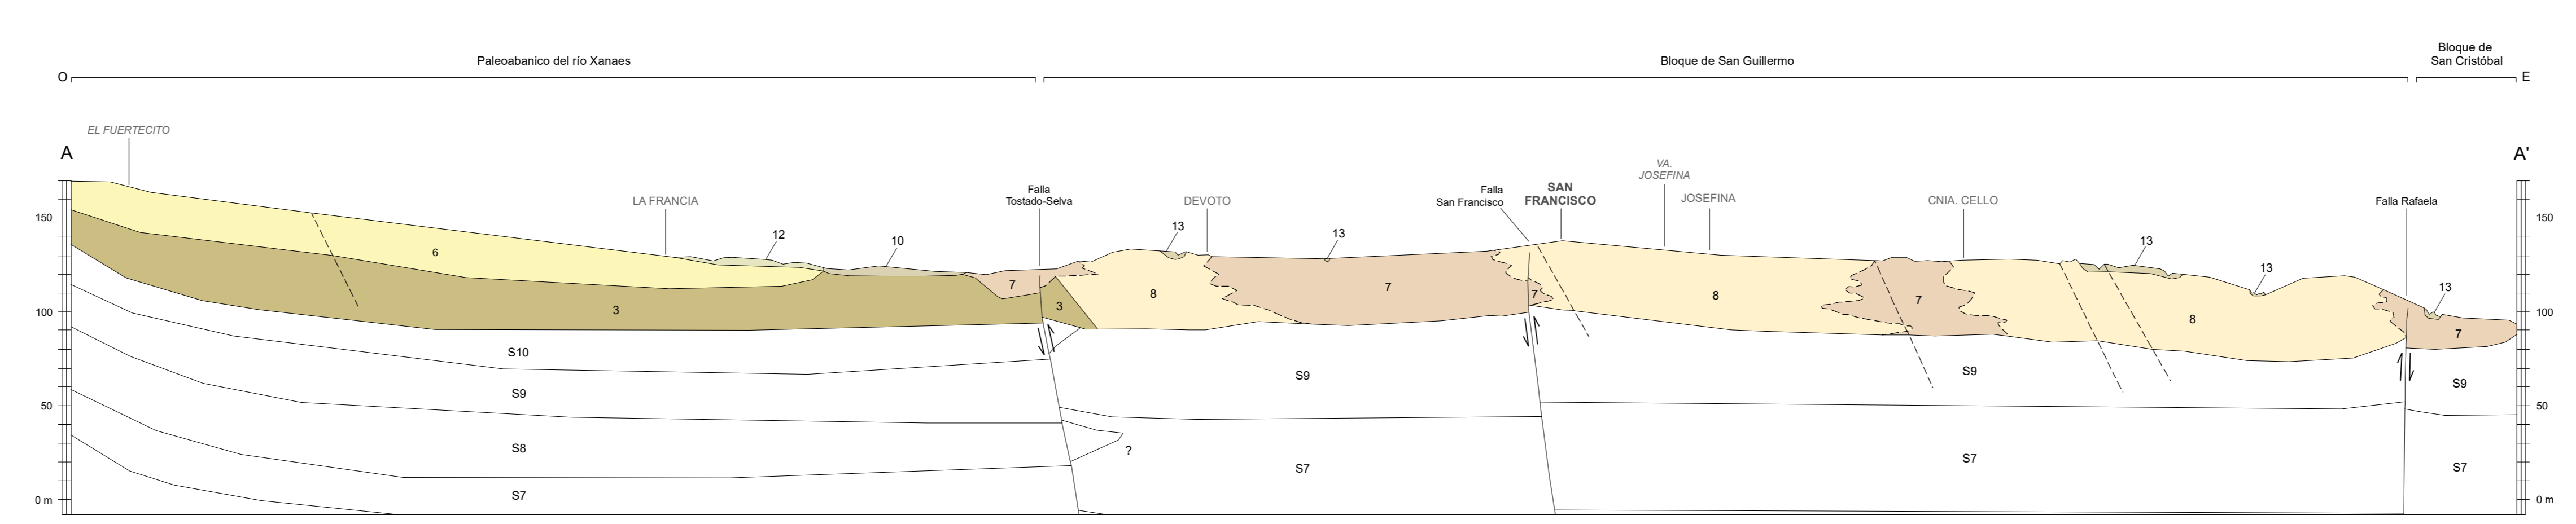 Paleoabanico del río Xanaes
Bloque de San Guillermo
Bloque de
San Cristóbal
O
E
EL FUERTECITO
A
A'
VA.
JOSEFINA
LA FRANCIA
Falla
Tostado-Selva
DEVOTO
Falla
San Francisco
SAN
FRANCISCO
JOSEFINA
CNIA. CELLO
Falla Rafaela
150
150
6
12
10
13
13
13
13
13
3
7
3
8
7
7
8
7
8
7
100
100
S10
S9
S9
S9
S9
50
50
S8
?
S7
S7
S7
S7
0 m
0 m